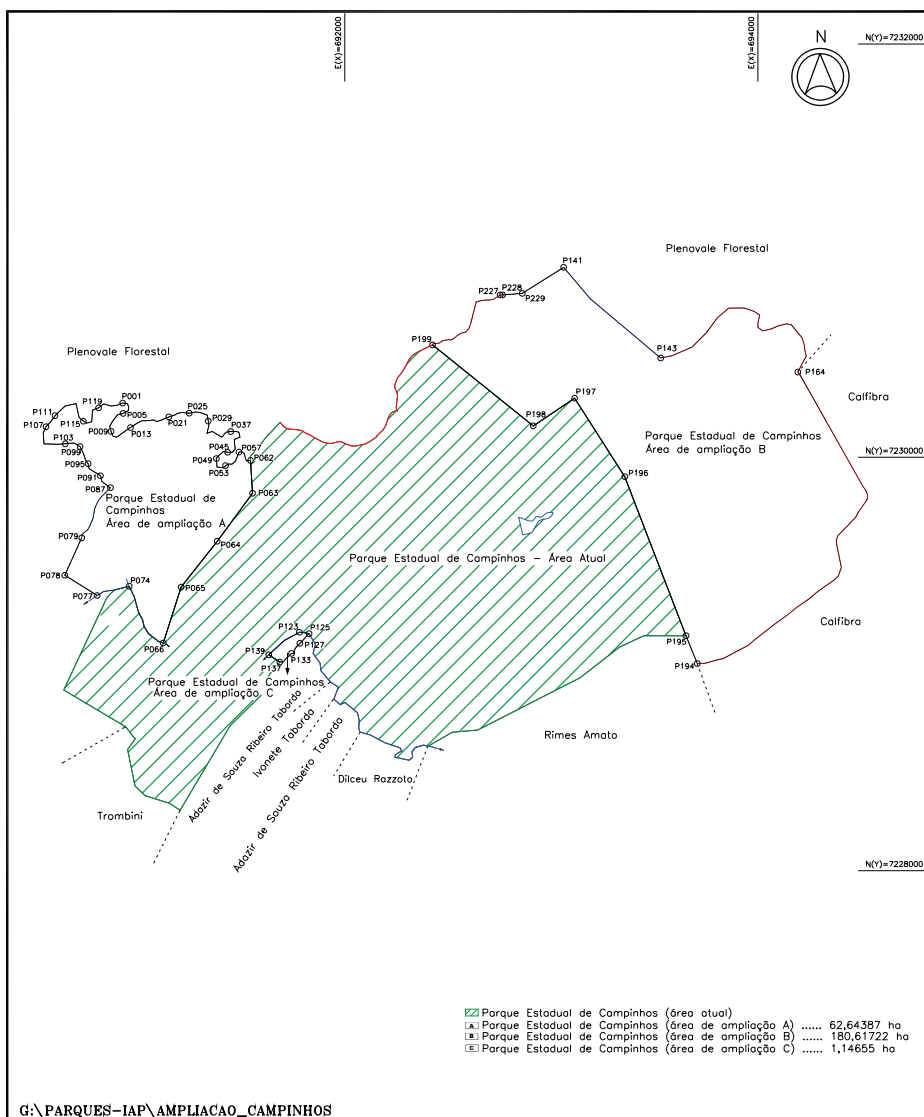 E(X)=692000
E(X)=694000
N(Y)=7232000
N
Plenovale Florestal
P141
P227
P228
P229
P199
P143
P164
Plenovale Florestal
Calfibra
P197
P198
P119
P001
P111
P005
P025
P115
P021
P029
P107
P009
P013
P037
Parque Estadual de Campinhos
Área de ampliação B
P103
P099
P045
P057
P049
P062
P095
P053
P196
P091
P087
P063
Parque Estadual de
Campinhos
Área de ampliação A
P079
P064
Parque Estadual de Campinhos – Área Atual
P078
P074
P065
P077
Calfibra
P123
P125
P195
P066
P127
P139
P133
P137
P194
Parque Estadual de Campinhos
Área de ampliação C
Adazir de Souza Ribeiro Taborda
Ivonete Taborda
Adazir de Souza Ribeiro Taborda
Rimes Amato
Dilceu Razzoto
Trombini
N(Y)=7230000
N(Y)=7228000
Parque Estadual de Campinhos (área atual)
A Parque Estadual de Campinhos (área de ampliação A) ...... 62,64387 ha
B Parque Estadual de Campinhos (área de ampliação B) ...... 180,61722 ha
C Parque Estadual de Campinhos (área de ampliação C) ...... 1,14655 ha
G:\PARQUES-IAP\AMPLIACAO_CAMPINHOS